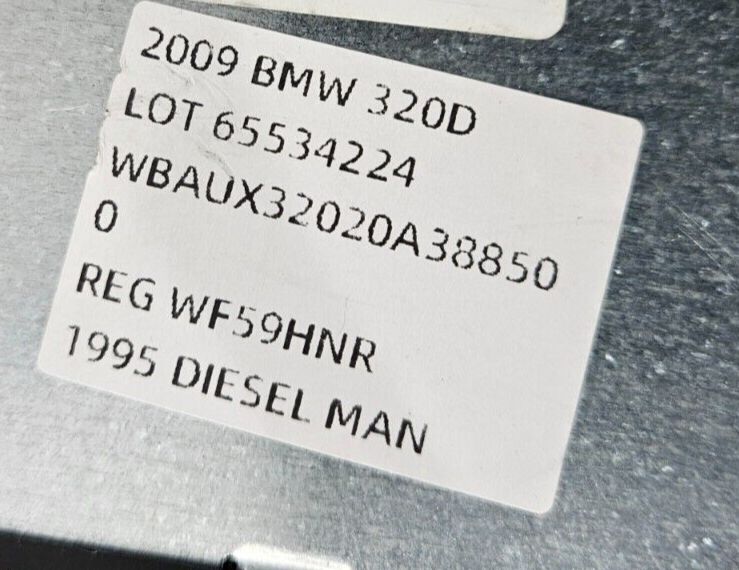 2009 BMW 320D
LOT 65534224
WBAUX32020A38850
0
REG WF59HNR
1995 DIESEL MAN